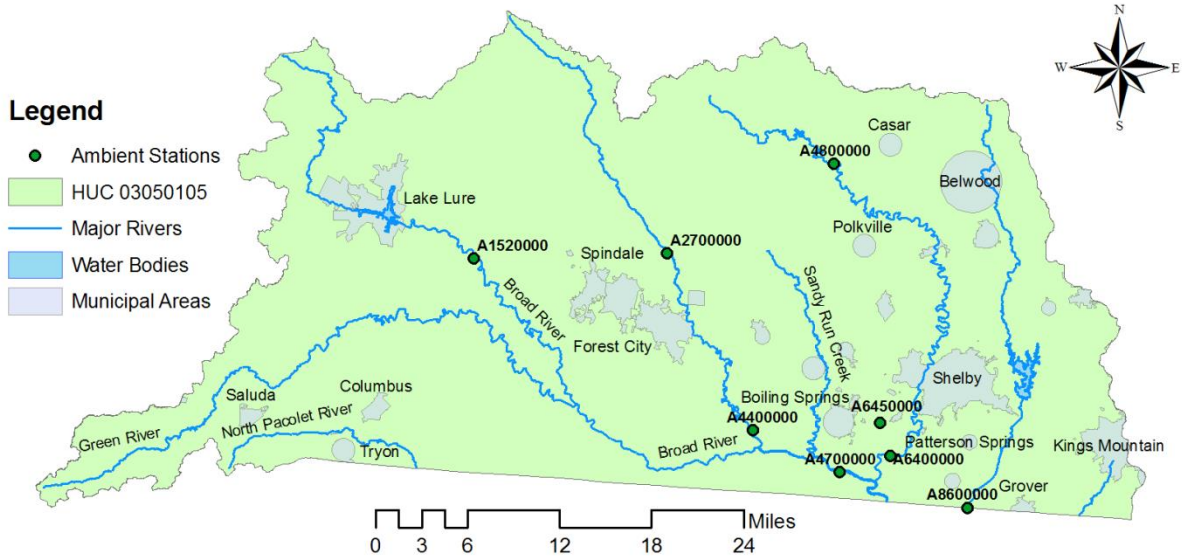 N
W E
S
Legend
Ambient Stations
HUC 03050105
Major Rivers
Water Bodies
Municipal Areas
Casar
A4800000
Belwood
Lake Lure
Polkville
A1520000
Spindale
A2700000
Broad River
Sandy Run Creek
Forest City
Shelby
Saluda
Columbus
Boiling Springs
A6450000
A4400000
Green River
North Pacolet River
Tryon
Broad River
Patterson Springs
Kings Mountain
A4700000
A6400000
Grover
A8600000
Miles
0 3 6 12 18 24